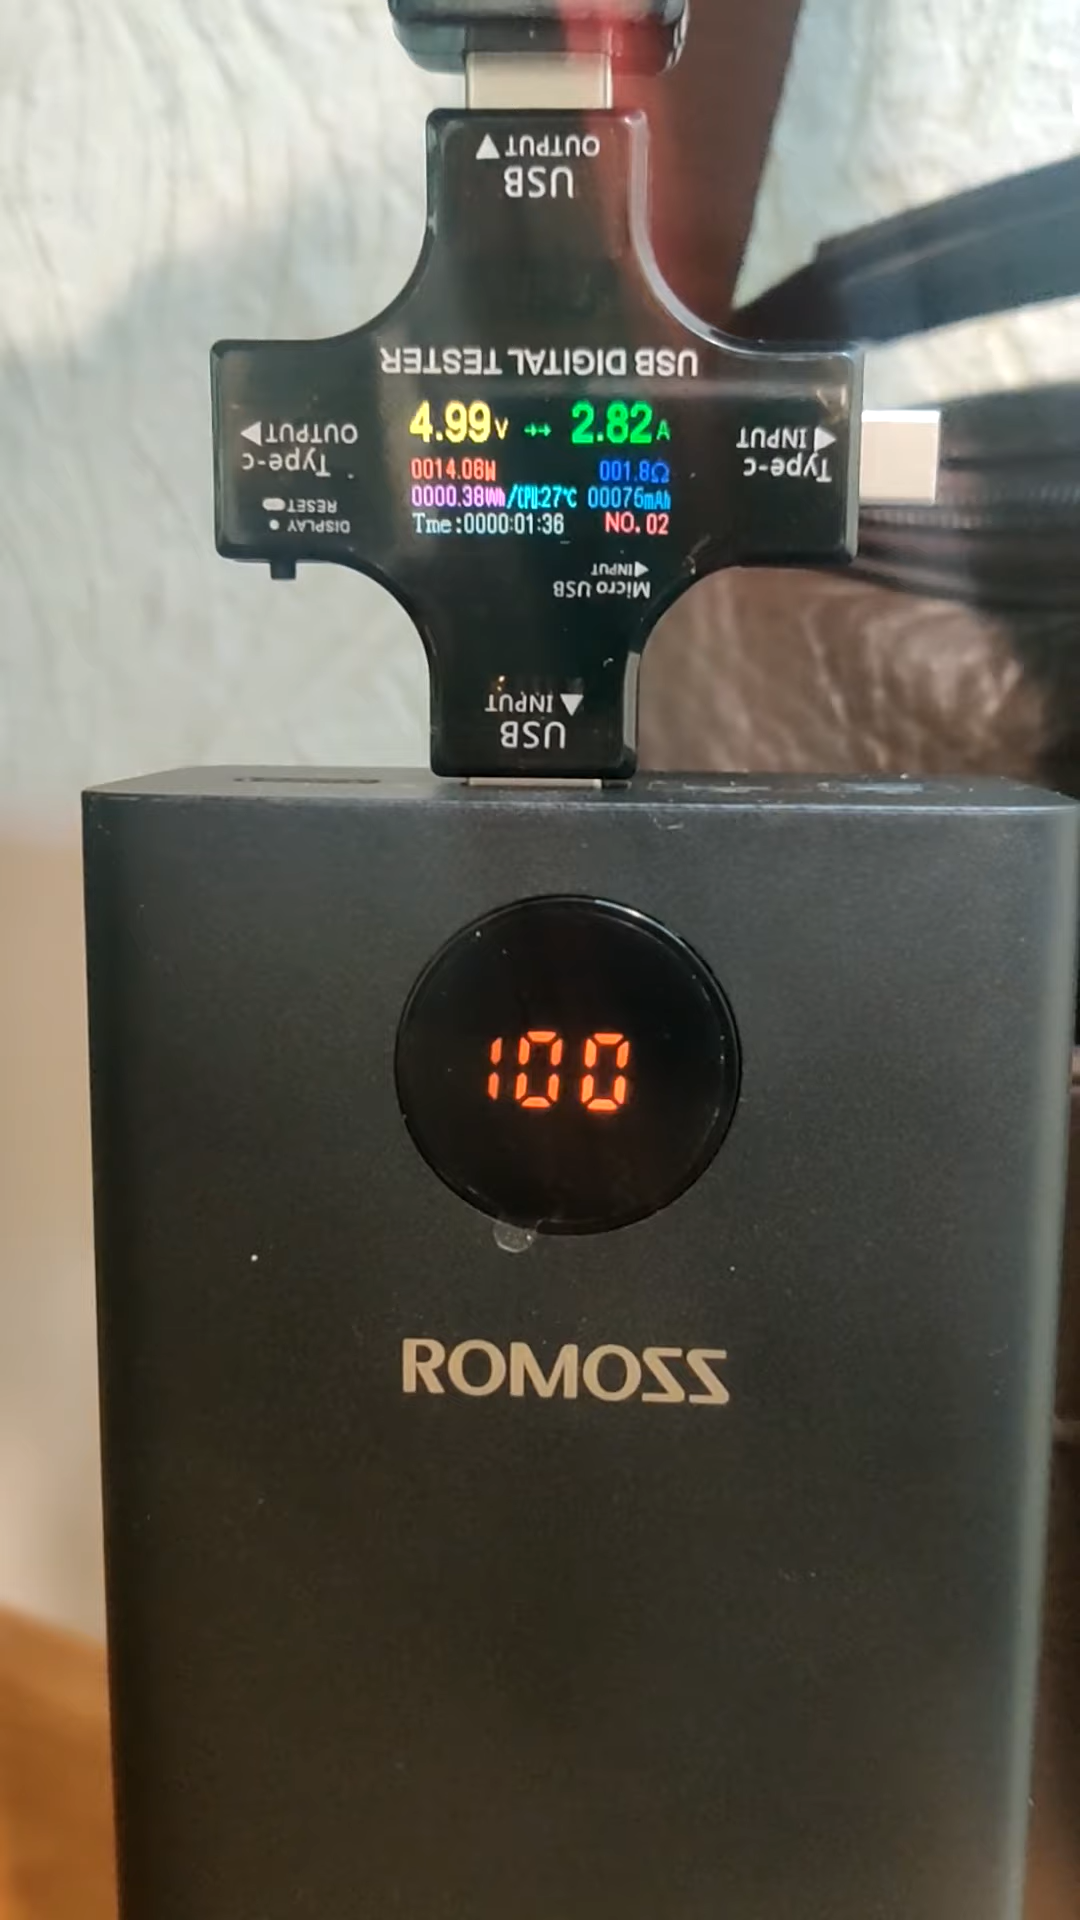 OUTPUT
USB
USB DIGITAL TESTER
4.99V 2.82A
0014.08W 001.8Ω
0000.38Wh/CPU:27℃ 00075mAh
Tme:0000:01:36 NO.02
OUTPUT
Type-c
RESET
DISPLAY
INPUT
Type-c
INPUT
Micro USB
INPUT
USB
100
ROMOSS